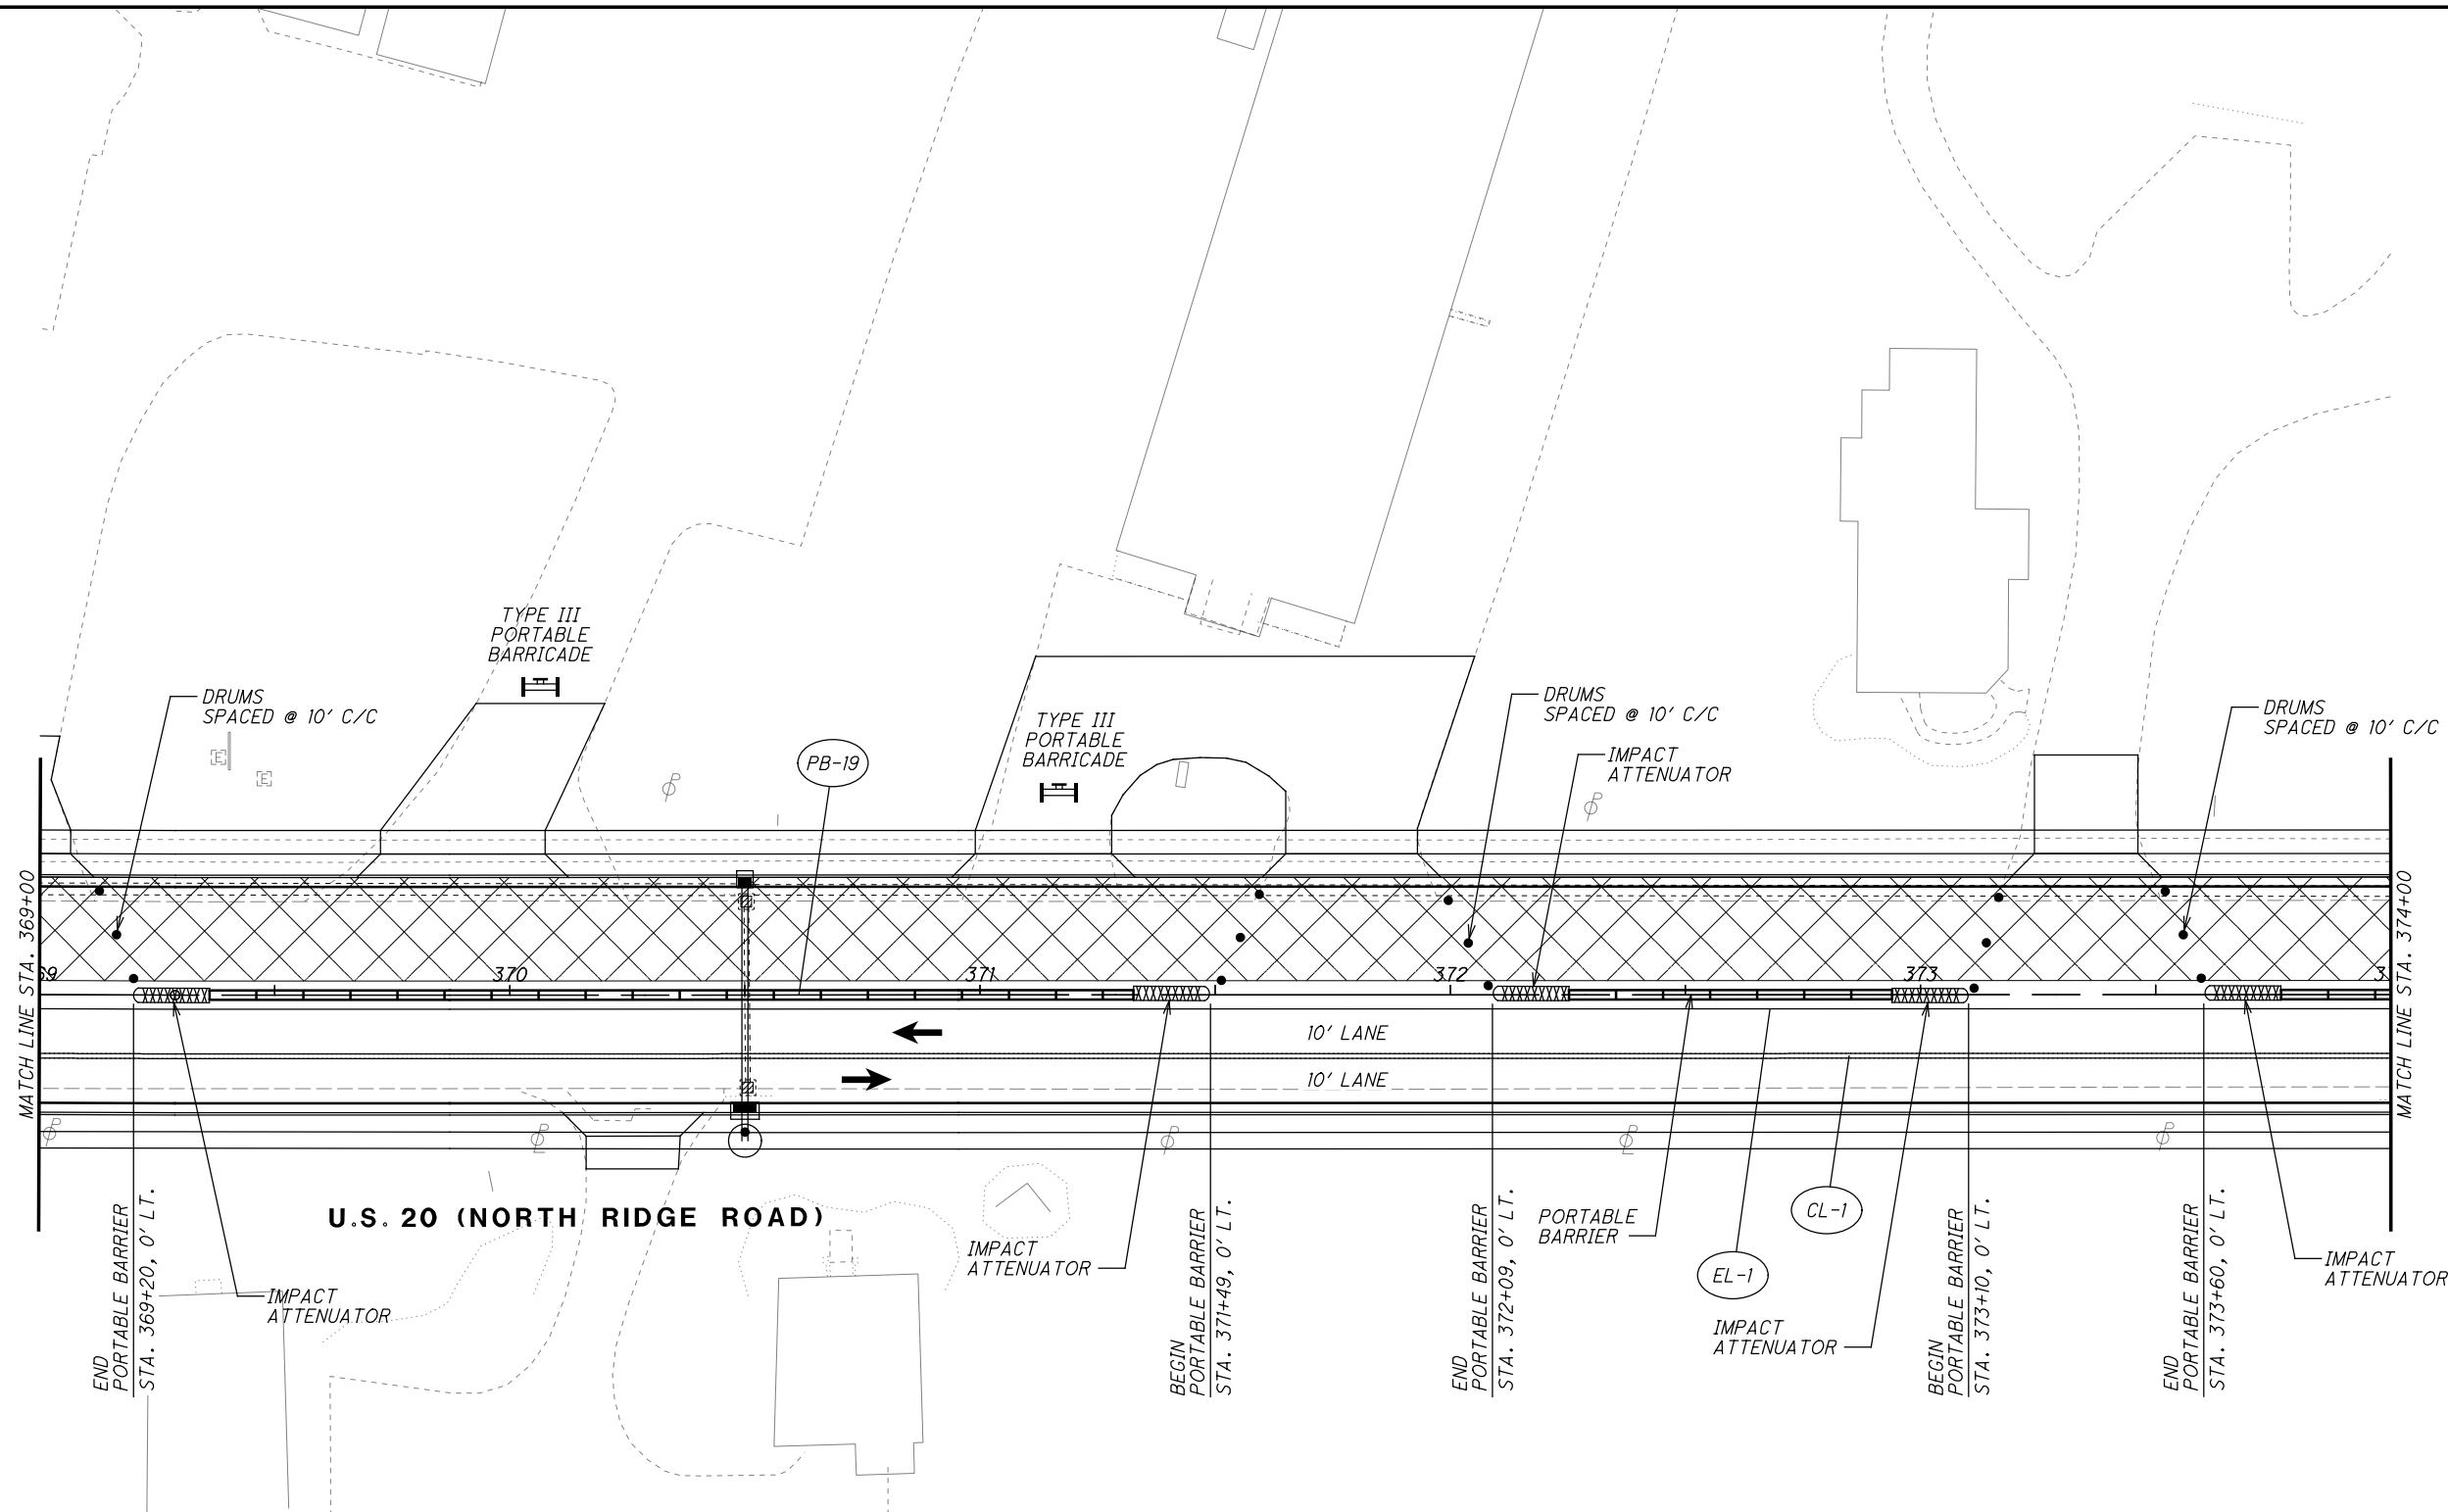 TYPE III
PORTABLE
BARRICADE
DRUMS
SPACED @ 10' C/C
E
E
P
PB-19
TYPE III
PORTABLE
BARRICADE
DRUMS
SPACED @ 10' C/C
IMPACT
ATTENUATOR
P
DRUMS
SPACED @ 10' C/C
MATCH LINE STA. 369+00
69
370
371
372
373
3
MATCH LINE STA. 374+00
10' LANE
10' LANE
P
P
P
P
P
U.S. 20 (NORTH RIDGE ROAD)
END
PORTABLE BARRIER
STA. 369+20, 0' LT.
IMPACT
ATTENUATOR
IMPACT
ATTENUATOR
BEGIN
PORTABLE BARRIER
STA. 371+49, 0' LT.
END
PORTABLE BARRIER
STA. 372+09, 0' LT.
PORTABLE
BARRIER
EL-1
CL-1
IMPACT
ATTENUATOR
BEGIN
PORTABLE BARRIER
STA. 373+10, 0' LT.
END
PORTABLE BARRIER
STA. 373+60, 0' LT.
IMPACT
ATTENUATOR